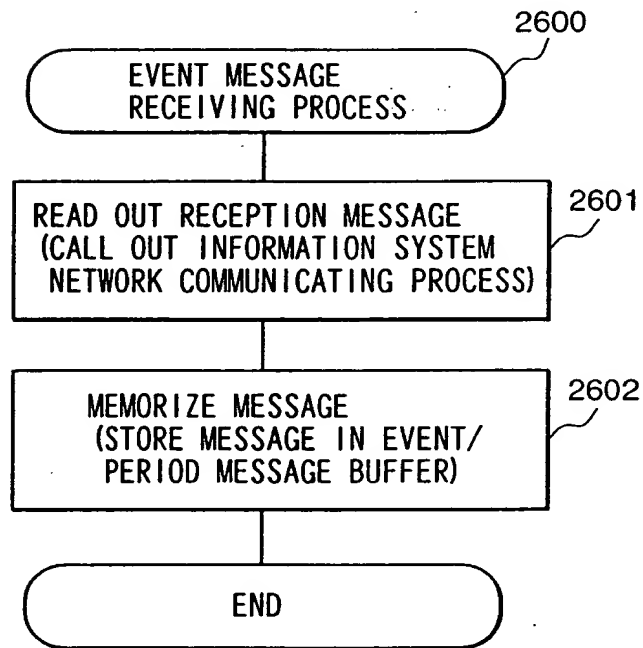 2600
EVENT MESSAGE
RECEIVING PROCESS
2601
READ OUT RECEPTION MESSAGE
(CALL OUT INFORMATION SYSTEM
NETWORK COMMUNICATING PROCESS)
2602
MEMORIZE MESSAGE
(STORE MESSAGE IN EVENT/
PERIOD MESSAGE BUFFER)
END